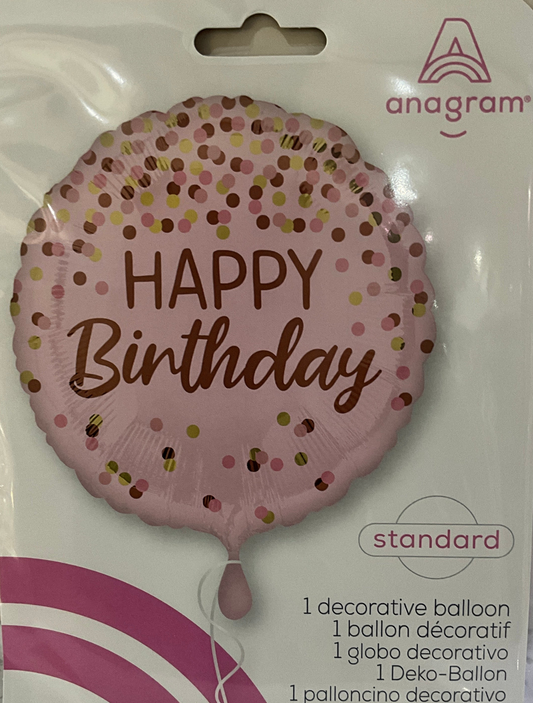 anagram®
HAPPY
Birthday
standard
1 decorative balloon
1 ballon décoratif
1 globo decorativo
1 Deko-Ballon
1 palloncino decorativo